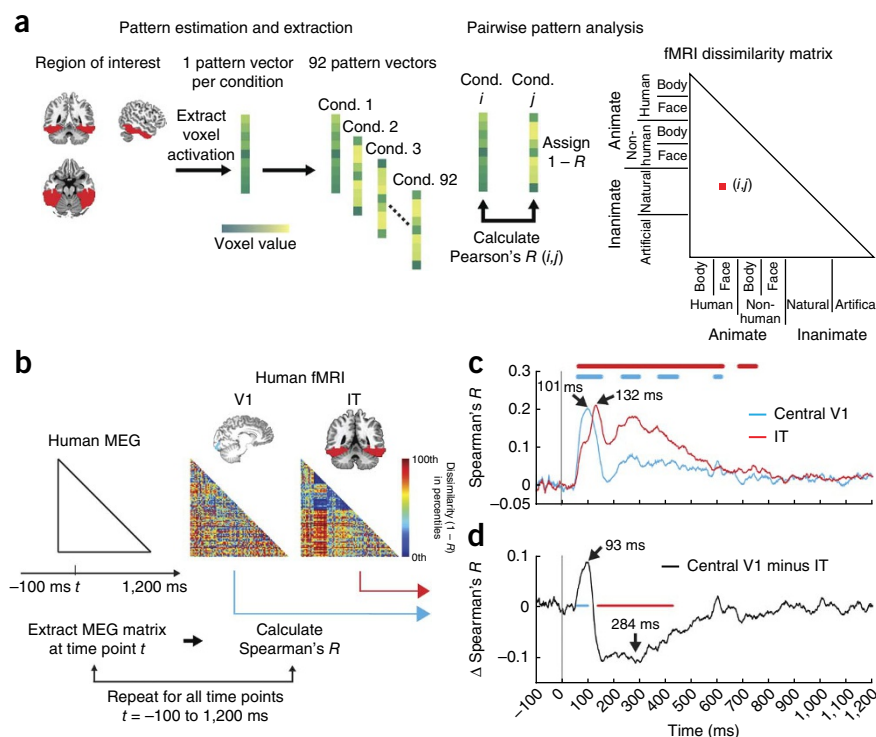 a
Pattern estimation and extraction
Pairwise pattern analysis
Region of interest
1 pattern vector
per condition
92 pattern vectors
Extract
voxel
activation
Cond. 1
Cond. 2
Cond. 3
Cond. 92
Voxel value
Cond.
i
Cond.
j
Assign
1 – R
Calculate
Pearson's R (i,j)
fMRI dissimilarity matrix
Animate
Human
Body
Face
Non-
human
Body
Face
Inanimate
Natural
Artificial
(i,j)
Body
Face
Body
Face
Human
Non-
human
Natural
Artifica
Animate
Inanimate
b
Human fMRI
V1
IT
Human MEG
100th
0th
Dissimilarity (1 – R)
in percentiles
–100 ms t
1,200 ms
Extract MEG matrix
at time point t
Calculate
Spearman's R
Repeat for all time points
t = –100 to 1,200 ms
c
Spearman's R
0.3
0.2
0.1
0
–0.05
101 ms
132 ms
Central V1
IT
d
Δ Spearman's R
0.1
0
–0.1
93 ms
284 ms
Central V1 minus IT
–100
0
100
200
300
400
500
600
700
800
900
1,000
1,100
1,200
Time (ms)